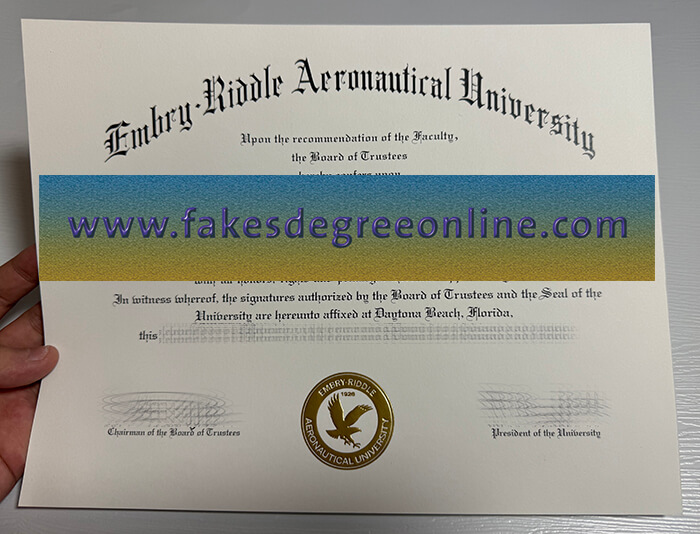 Embry-Riddle Aeronautical University
Upon the recommendation of the Faculty,
the Board of Trustees
hereby confers upon
www.fakesdegreeonline.com
In witness whereof, the signatures authorized by the Board of Trustees and the Seal of the
University are hereunto affixed at Daytona Beach, Florida,
this
EMBRY-RIDDLE
1926
AERONAUTICAL UNIVERSITY
Chairman of the Board of Trustees
President of the University